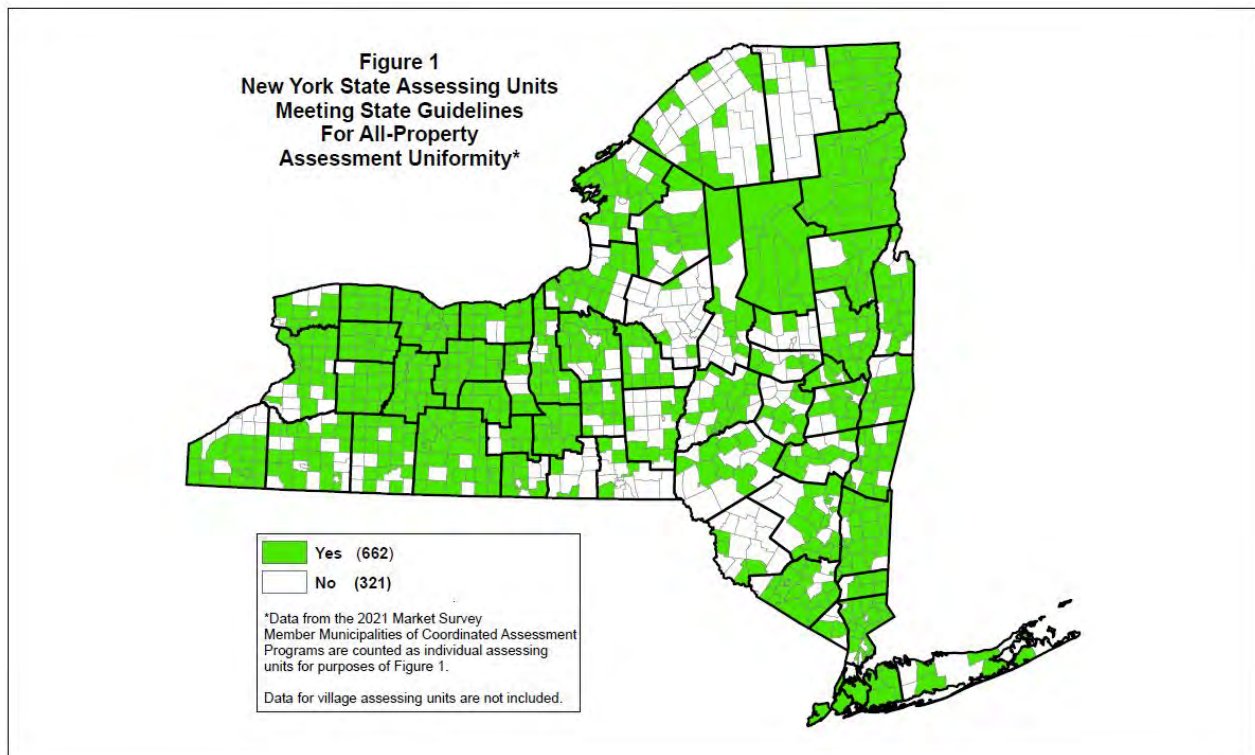 Figure 1
New York State Assessing Units
Meeting State Guidelines
For All-Property
Assessment Uniformity*
Yes (662)
No (321)
*Data from the 2021 Market Survey
Member Municipalities of Coordinated Assessment
Programs are counted as individual assessing
units for purposes of Figure 1.
Data for village assessing units are not included.